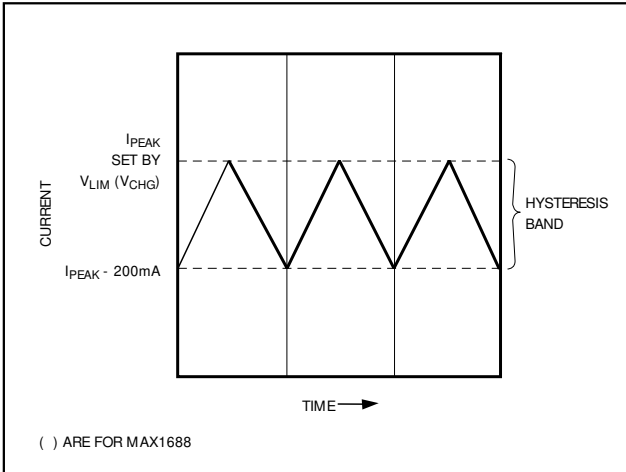 IPEAK
SET BY
VLIM (VCHG)
CURRENT
HYSTERESIS
BAND
IPEAK - 200mA
TIME
( ) ARE FOR MAX1688